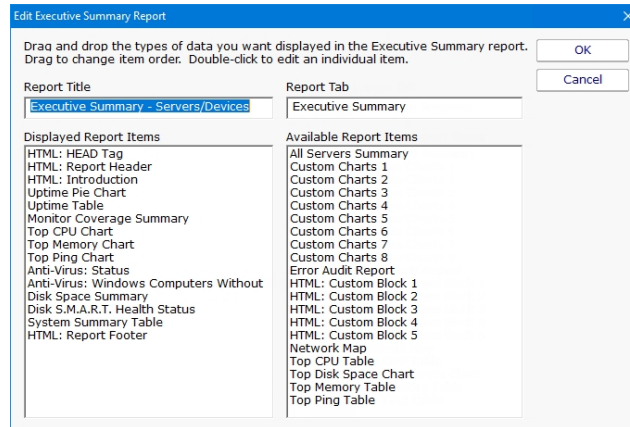 Edit Executive Summary Report
Drag and drop the types of data you want displayed in the Executive Summary report.
Drag to change item order. Double-click to edit an individual item.
OK
Cancel
Report Title
Executive Summary - Servers/Devices
Report Tab
Executive Summary
Displayed Report Items
HTML: HEAD Tag
HTML: Report Header
HTML: Introduction
Uptime Pie Chart
Uptime Table
Monitor Coverage Summary
Top CPU Chart
Top Memory Chart
Top Ping Chart
Anti-Virus: Status
Anti-Virus: Windows Computers Without
Disk Space Summary
Disk S.M.A.R.T. Health Status
System Summary Table
HTML: Report Footer
Available Report Items
All Servers Summary
Custom Charts 1
Custom Charts 2
Custom Charts 3
Custom Charts 4
Custom Charts 5
Custom Charts 6
Custom Charts 7
Custom Charts 8
Error Audit Report
HTML: Custom Block 1
HTML: Custom Block 2
HTML: Custom Block 3
HTML: Custom Block 4
HTML: Custom Block 5
Network Map
Top CPU Table
Top Disk Space Chart
Top Memory Table
Top Ping Table